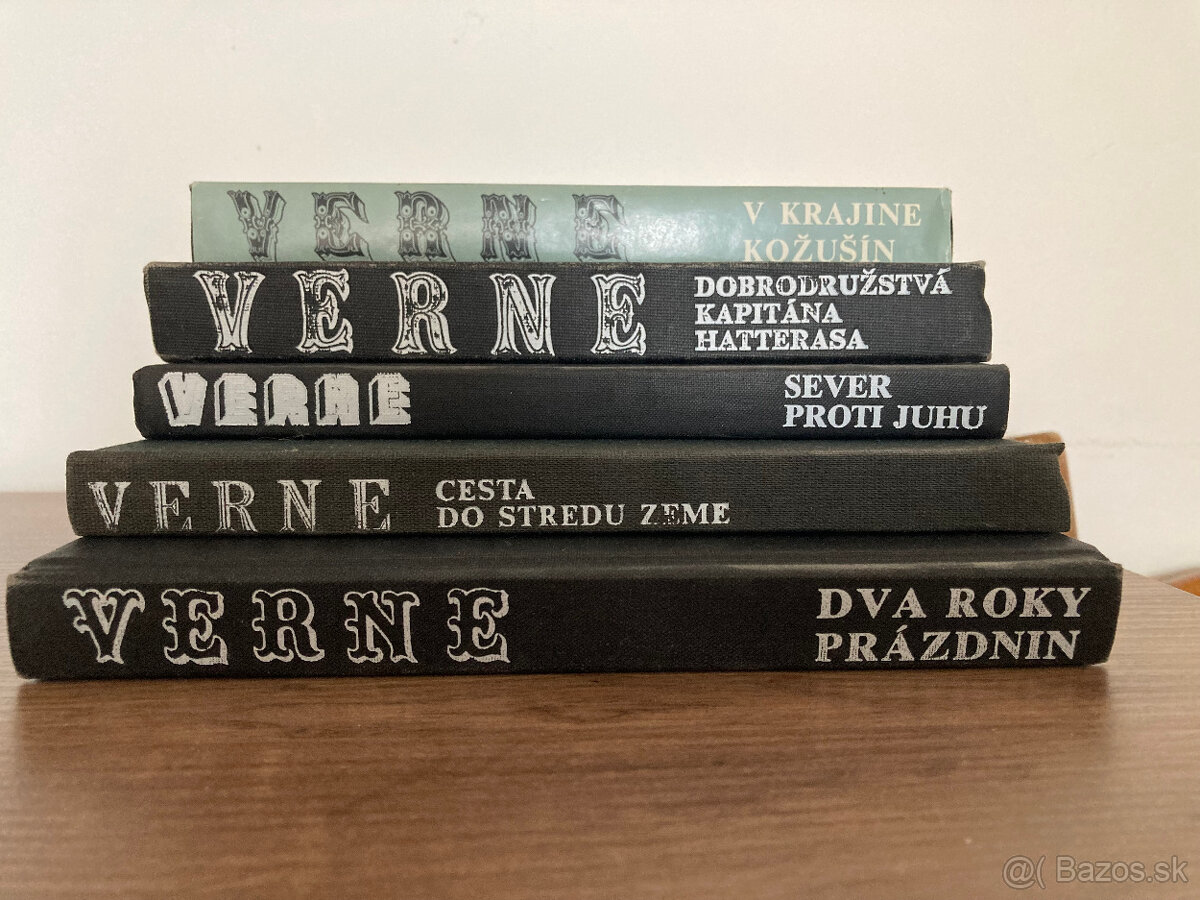 VERNE V KRAJINE
KOŽUŠÍN
VERNE DOBRODRUŽSTVÁ
KAPITÁNA
HATTERASA
VERNE SEVER
PROTI JUHU
VERNE CESTA
DO STREDU ZEME
VERNE DVA ROKY
PRÁZDNIN
@( Bazos.sk